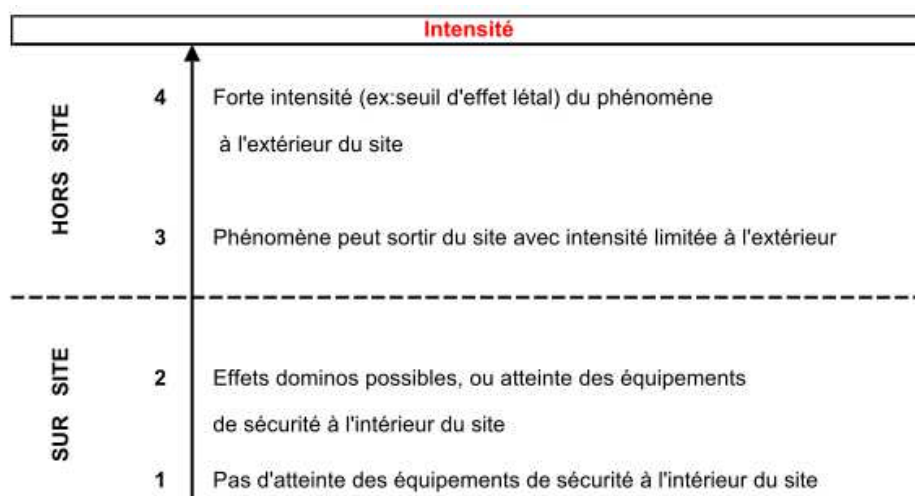 Intensité
HORS SITE
4 Forte intensité (ex:seuil d'effet létal) du phénomène
à l'extérieur du site
3 Phénomène peut sortir du site avec intensité limitée à l'extérieur
SUR SITE
2 Effets dominos possibles, ou atteinte des équipements
de sécurité à l'intérieur du site
1 Pas d'atteinte des équipements de sécurité à l'intérieur du site